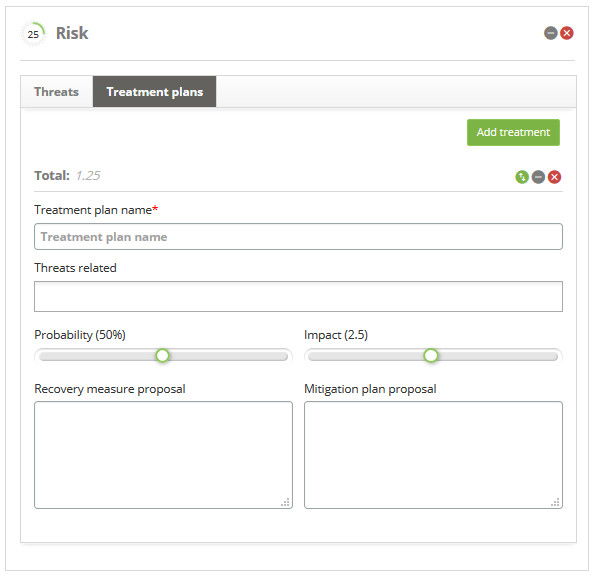 25 Risk
Threats Treatment plans
Add treatment
Total: 1.25
Treatment plan name*
Treatment plan name
Threats related
Probability (50%) Impact (2.5)
Recovery measure proposal Mitigation plan proposal